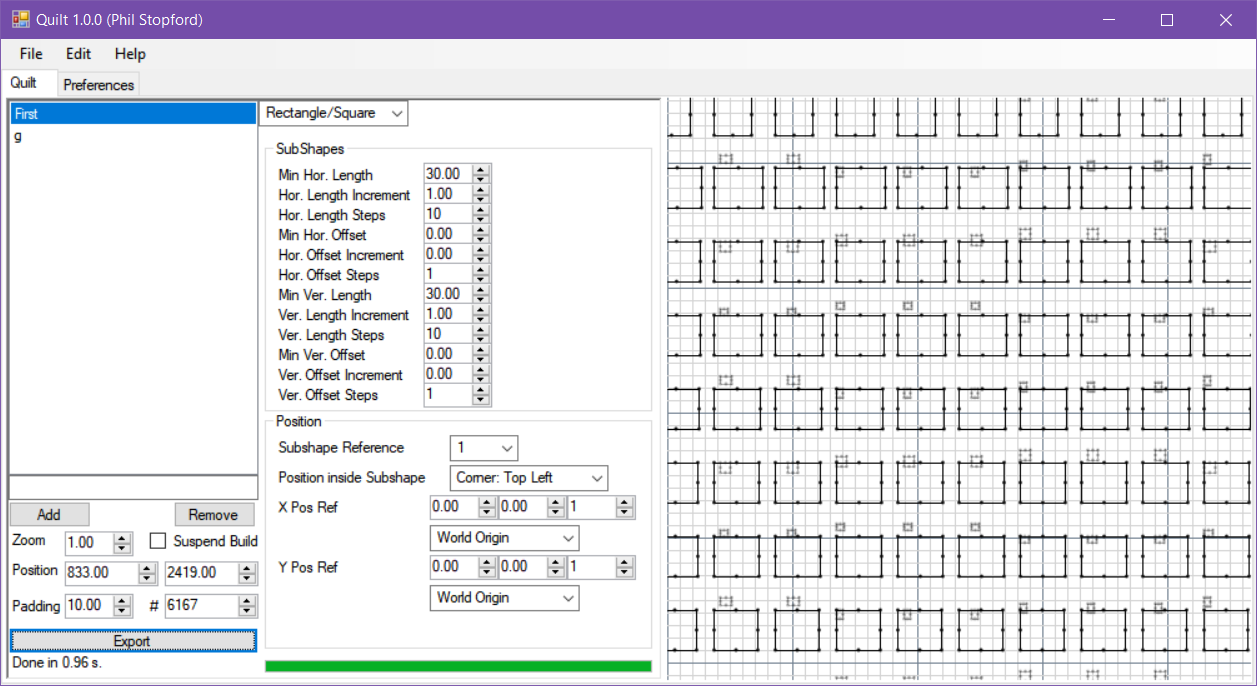 Quilt 1.0.0 (Phil Stopford)
File Edit Help
Quilt Preferences
First
g
Rectangle/Square
SubShapes
Min Hor. Length 30.00
Hor. Length Increment 1.00
Hor. Length Steps 10
Min Hor. Offset 0.00
Hor. Offset Increment 0.00
Hor. Offset Steps 1
Min Ver. Length 30.00
Ver. Length Increment 1.00
Ver. Length Steps 10
Min Ver. Offset 0.00
Ver. Offset Increment 0.00
Ver. Offset Steps 1
Position
Subshape Reference 1
Position inside Subshape Corner: Top Left
X Pos Ref 0.00 0.00 1
World Origin
Y Pos Ref 0.00 0.00 1
World Origin
Add Remove
Zoom 1.00 Suspend Build
Position 833.00 2419.00
Padding 10.00 # 6167
Export
Done in 0.96 s.